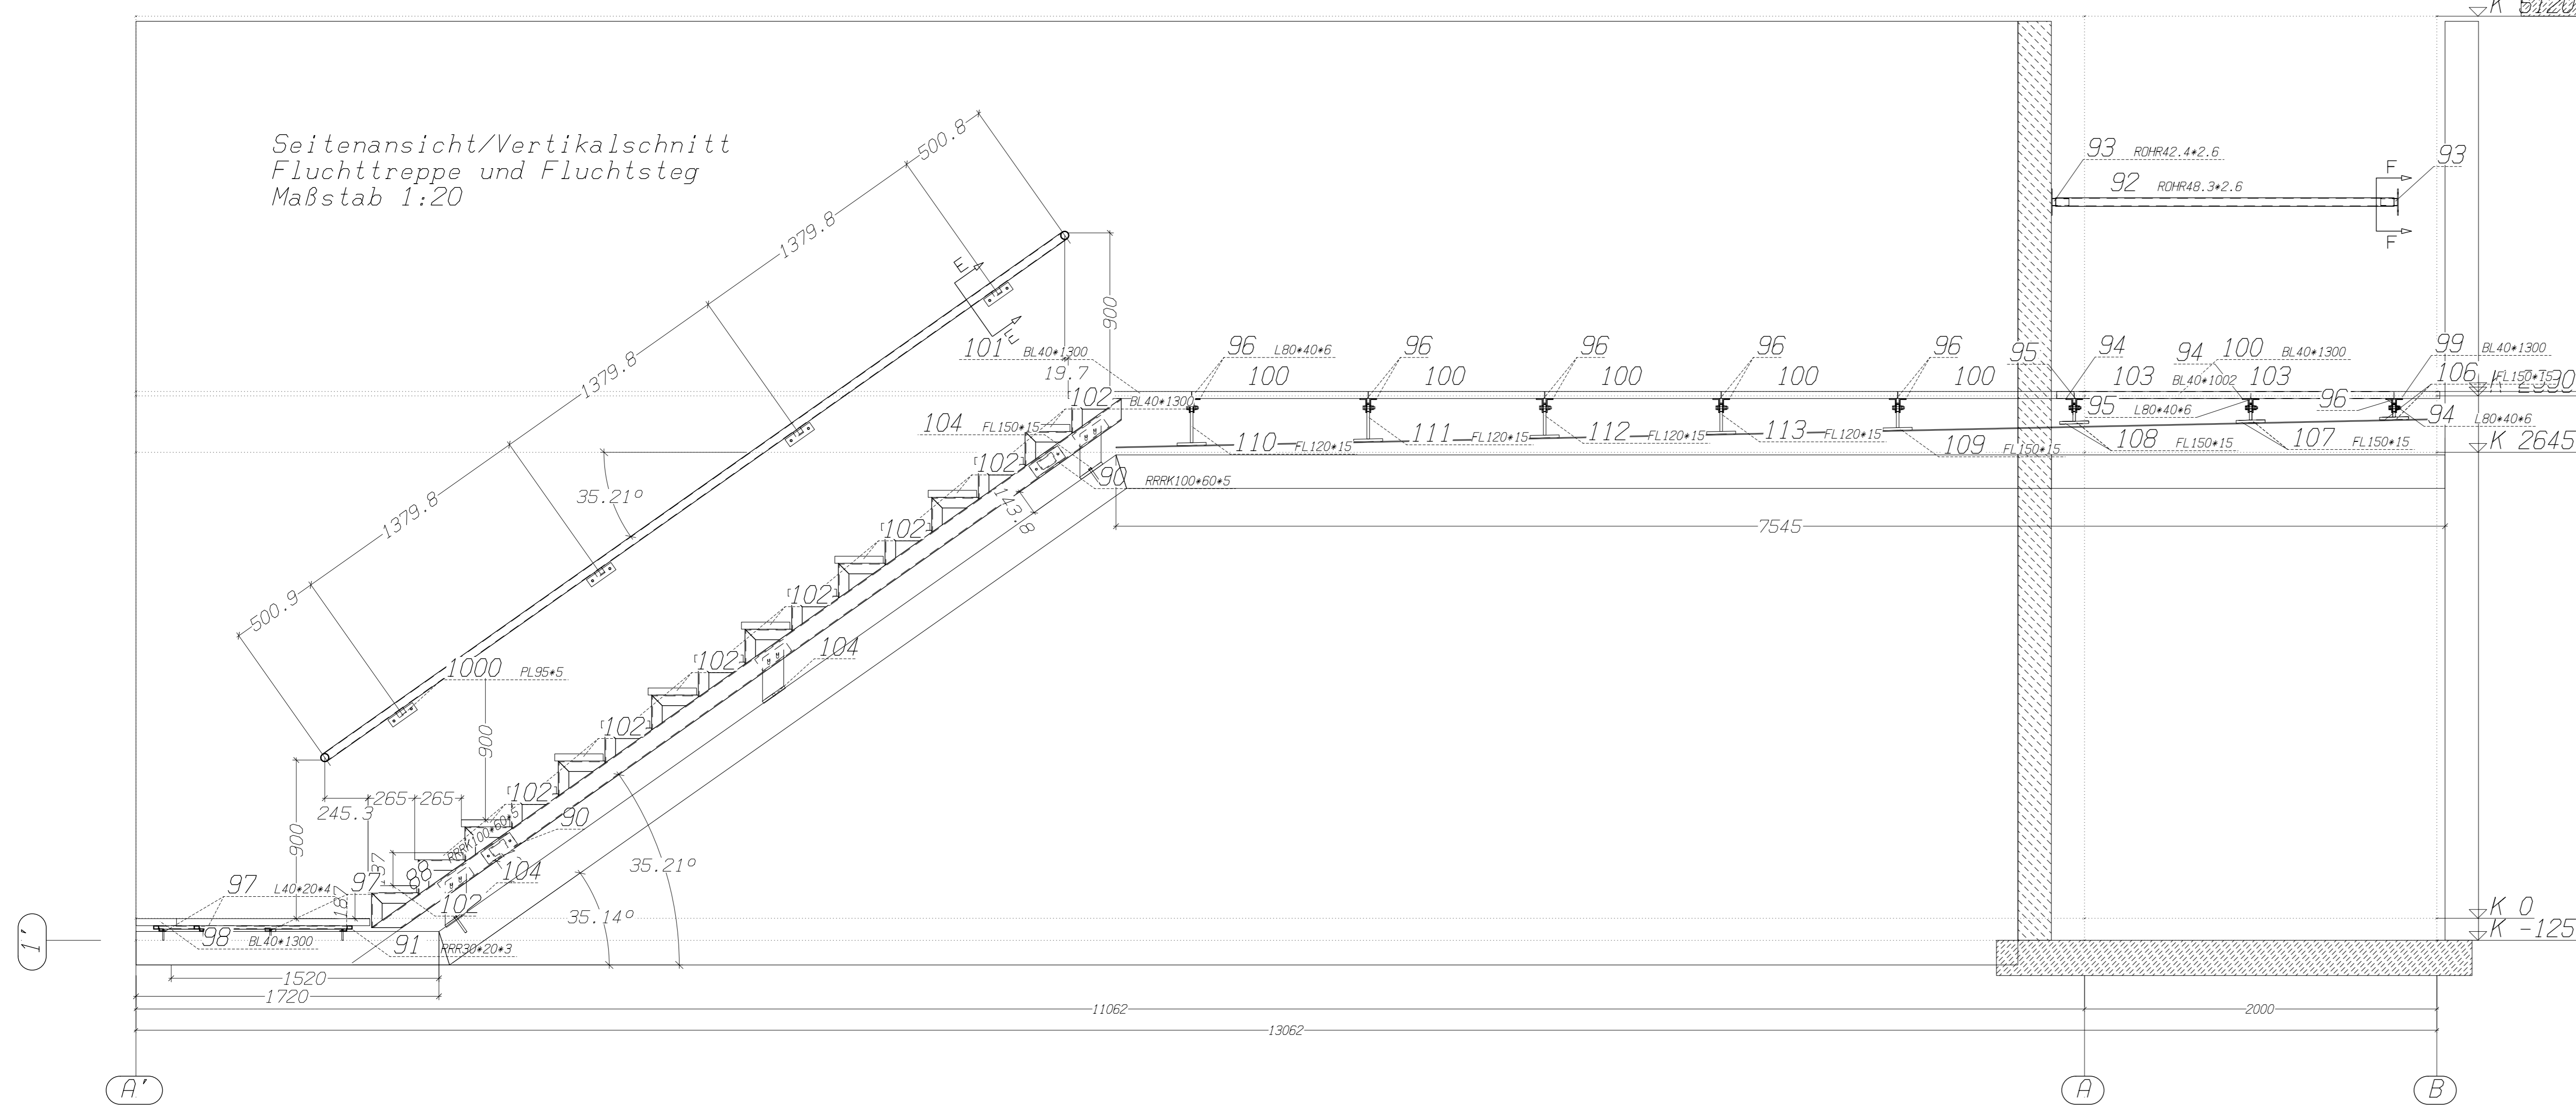 K 5120
Seitenansicht/Vertikalschnitt
Fluchttreppe und Fluchtsteg
Maßstab 1:20
500.8
1379.8
1379.8
1379.8
500.9
35.21°
E
E
900
19.7
93 ROHR42.4*2.6
92 ROHR48.3*2.6
93
F
F
101 BL40*1300
96 L80*40*6
96
96
96
96
95
94
94
100 BL40*1300
99 BL40*1300
100
100
100
100
100
103
BL40*1002
103
106 FL150*15
102 BL40*1300
104 FL150*15
95 L80*40*6
96
94
L80*40*6
110 FL120*15
111 FL120*15
112 FL120*15
113 FL120*15
109 FL150*15
108 FL150*15
107 FL150*15
K 2645
102
90 RRRK100*60*5
143.8
7545
102
102
104
102
1000 PL95*5
900
102
102
265
265
245.3
900
RRRK100*60*5
90
104
88
35.21°
35.14°
97 L40*20*4
97
102
98 BL40*1300
91 RRR30*20*3
K 0
K -125
1'
1520
1720
11062
2000
13062
A'
A
B